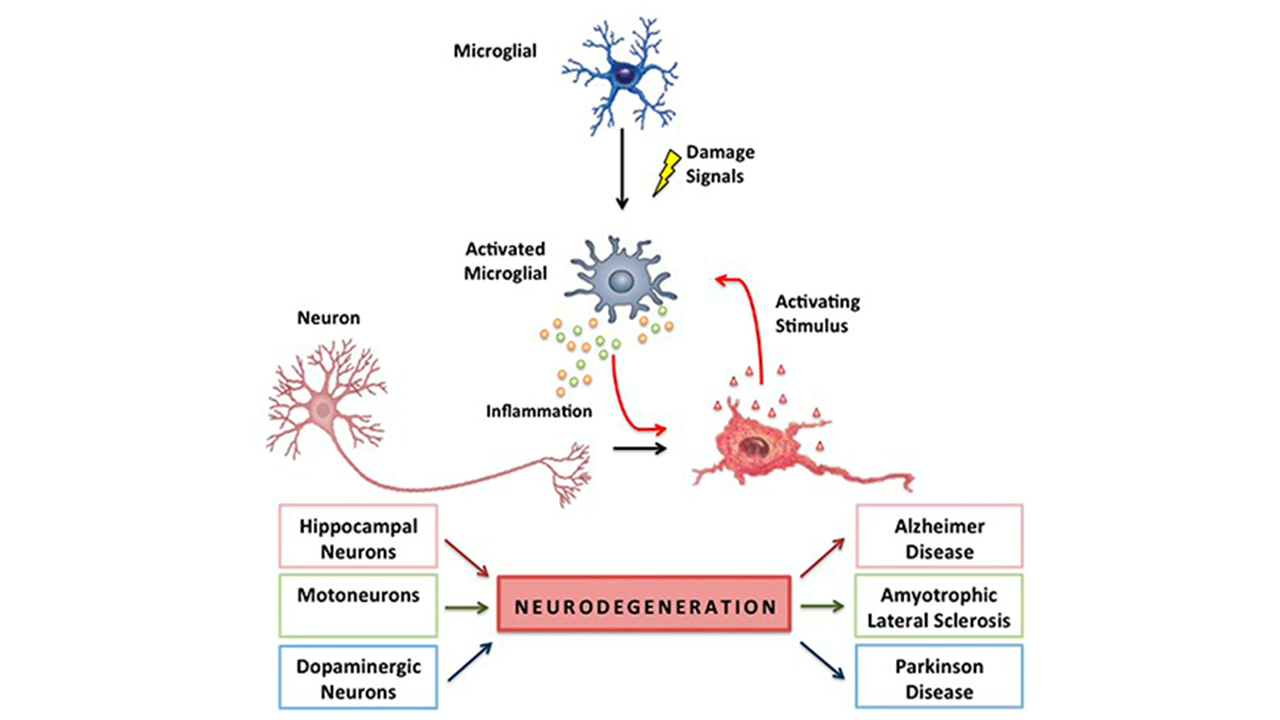 Microglial
Damage
Signals
Activated
Microglial
Activating
Stimulus
Neuron
Inflammation
Hippocampal
Neurons
Motoneurons
Dopaminergic
Neurons
NEURODEGENERATION
Alzheimer
Disease
Amyotrophic
Lateral Sclerosis
Parkinson
Disease